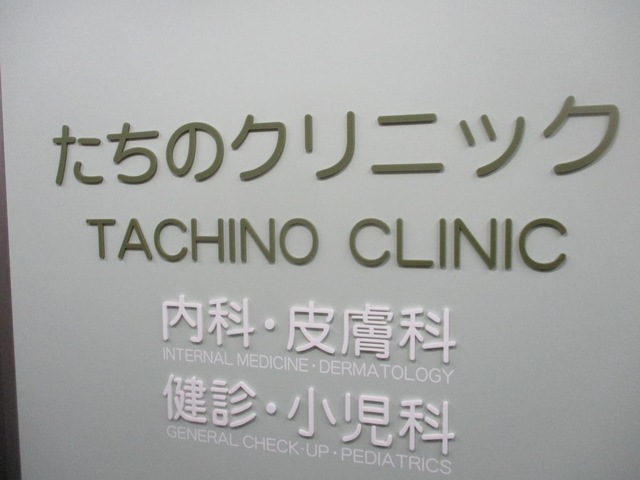 たちのクリニック
TACHINO CLINIC
内科・皮膚科
INTERNAL MEDICINE・DERMATOLOGY
健診・小児科
GENERAL CHECK-UP・PEDIATRICS